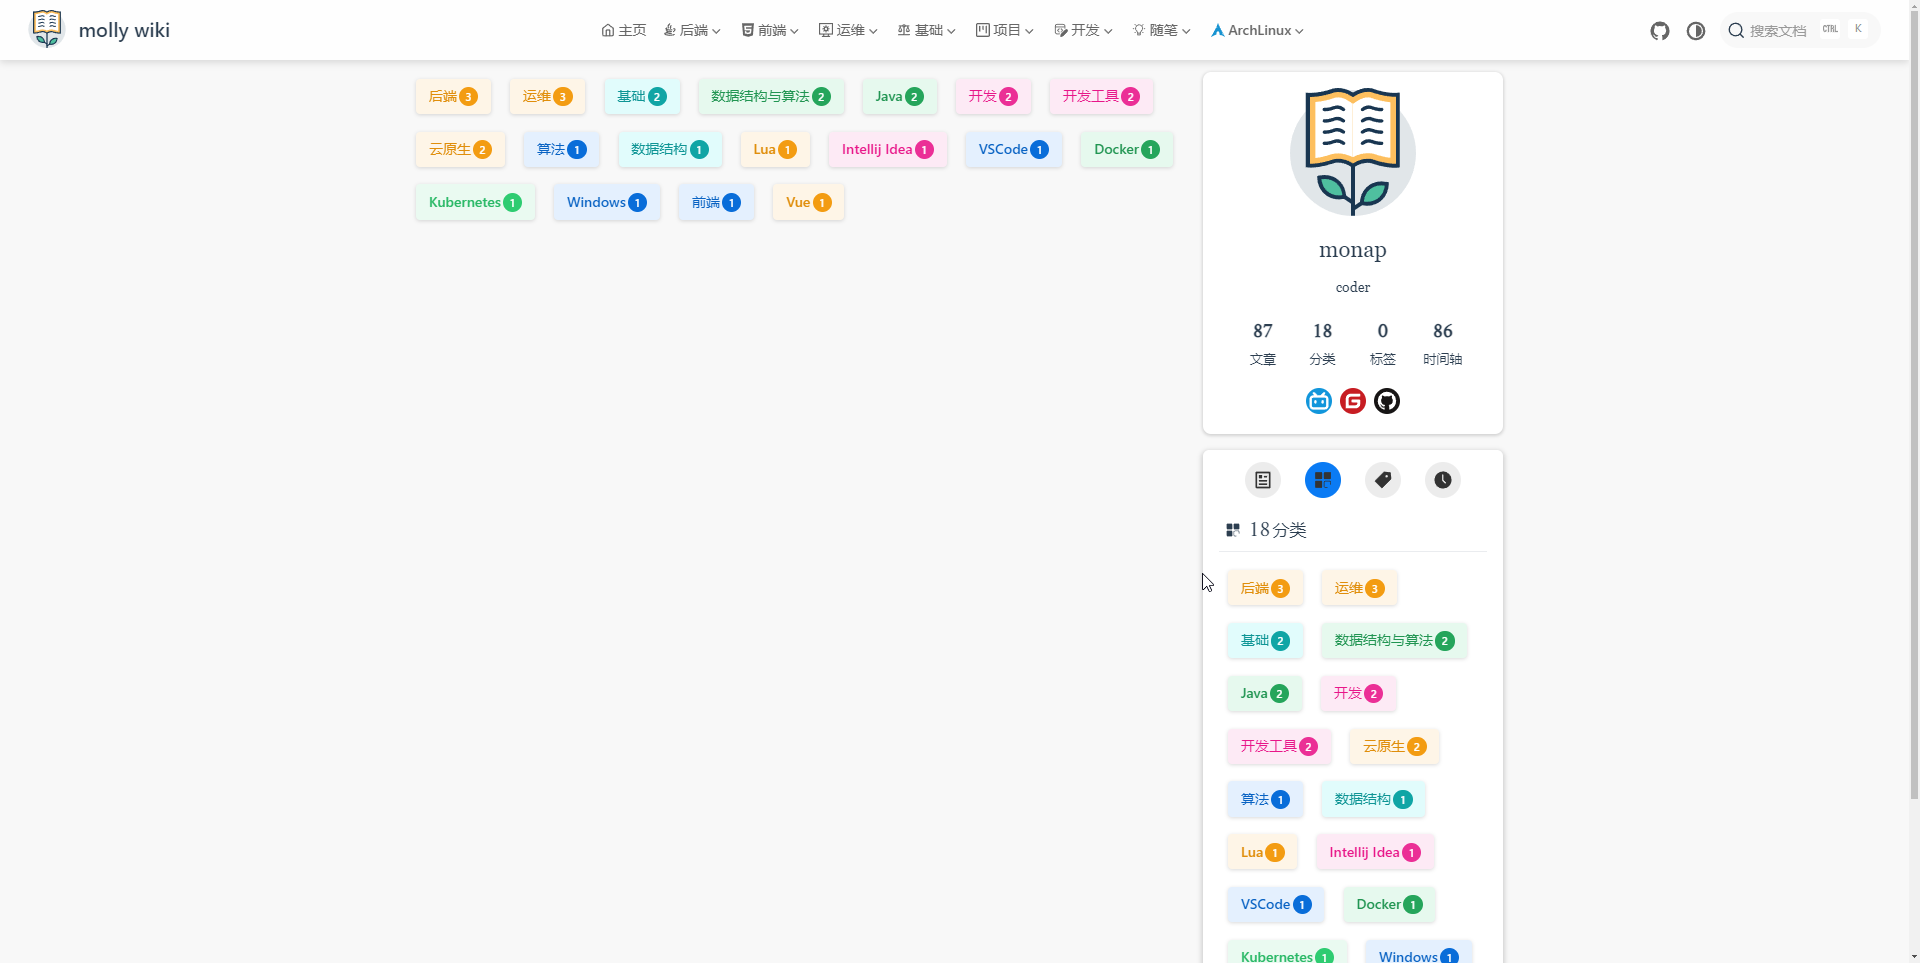 molly wiki 主页 后端 前端 运维 基础 项目 开发 随笔 ArchLinux 搜索文档 CTRL K
后端 3 运维 3 基础 2 数据结构与算法 2 Java 2 开发 2 开发工具 2
云原生 2 算法 1 数据结构 1 Lua 1 Intellij Idea 1 VSCode 1 Docker 1
Kubernetes 1 Windows 1 前端 1 Vue 1
monap
coder
87 18 0 86
文章 分类 标签 时间轴
18分类
后端 3 运维 3
基础 2 数据结构与算法 2
Java 2 开发 2
开发工具 2 云原生 2
算法 1 数据结构 1
Lua 1 Intellij Idea 1
VSCode 1 Docker 1
Kubernetes 1 Windows 1